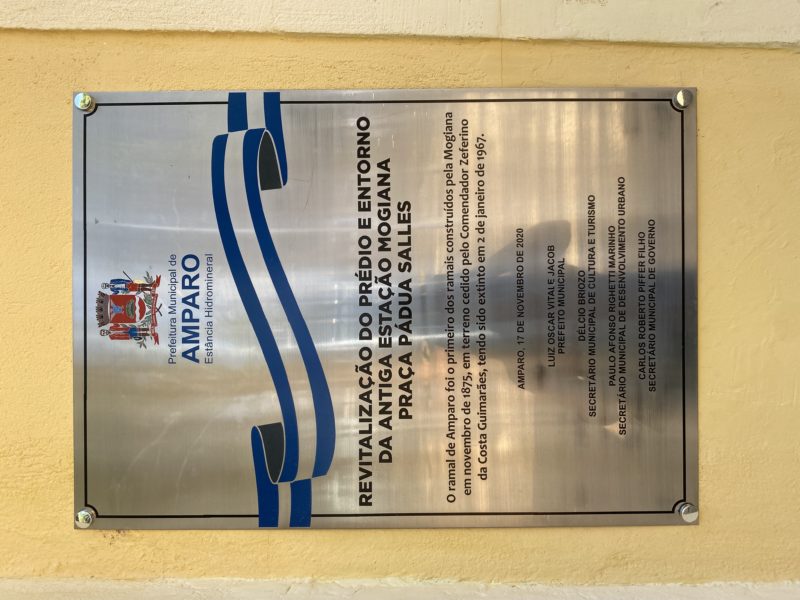 Prefeitura Municipal de
AMPARO
Estância Hidromineral
REVITALIZAÇÃO DO PRÉDIO E ENTORNO
DA ANTIGA ESTAÇÃO MOGIANA
PRAÇA PÁDUA SALLES
O ramal de Amparo foi o primeiro dos ramais construídos pela Mogiana
em novembro de 1875, em terreno cedido pelo Comendador Zeferino
da Costa Guimarães, tendo sido extinto em 2 de janeiro de 1967.
AMPARO, 17 DE NOVEMBRO DE 2020
LUIZ OSCAR VITALE JACOB
PREFEITO MUNICIPAL
DÉLCIO BRIOZO
SECRETÁRIO MUNICIPAL DE CULTURA E TURISMO
PAULO AFONSO RIGHETTI MARINHO
SECRETÁRIO MUNICIPAL DE DESENVOLVIMENTO URBANO
CARLOS ROBERTO PIFFER FILHO
SECRETÁRIO MUNICIPAL DE GOVERNO